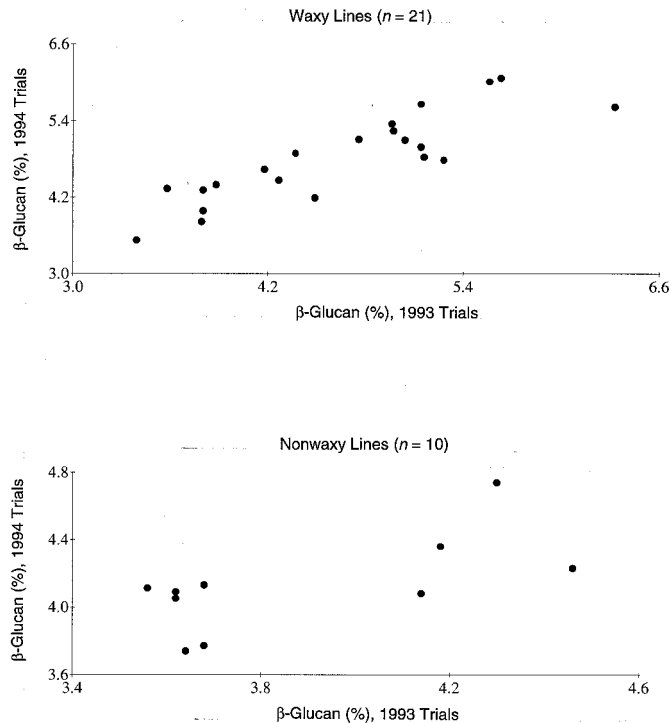 Waxy Lines (n = 21)
6.6
5.4
4.2
3.0
β-Glucan (%), 1994 Trials
3.0 4.2 5.4 6.6
β-Glucan (%), 1993 Trials
Nonwaxy Lines (n = 10)
4.8
4.4
4.0
3.6
β-Glucan (%), 1994 Trials
3.4 3.8 4.2 4.6
β-Glucan (%), 1993 Trials